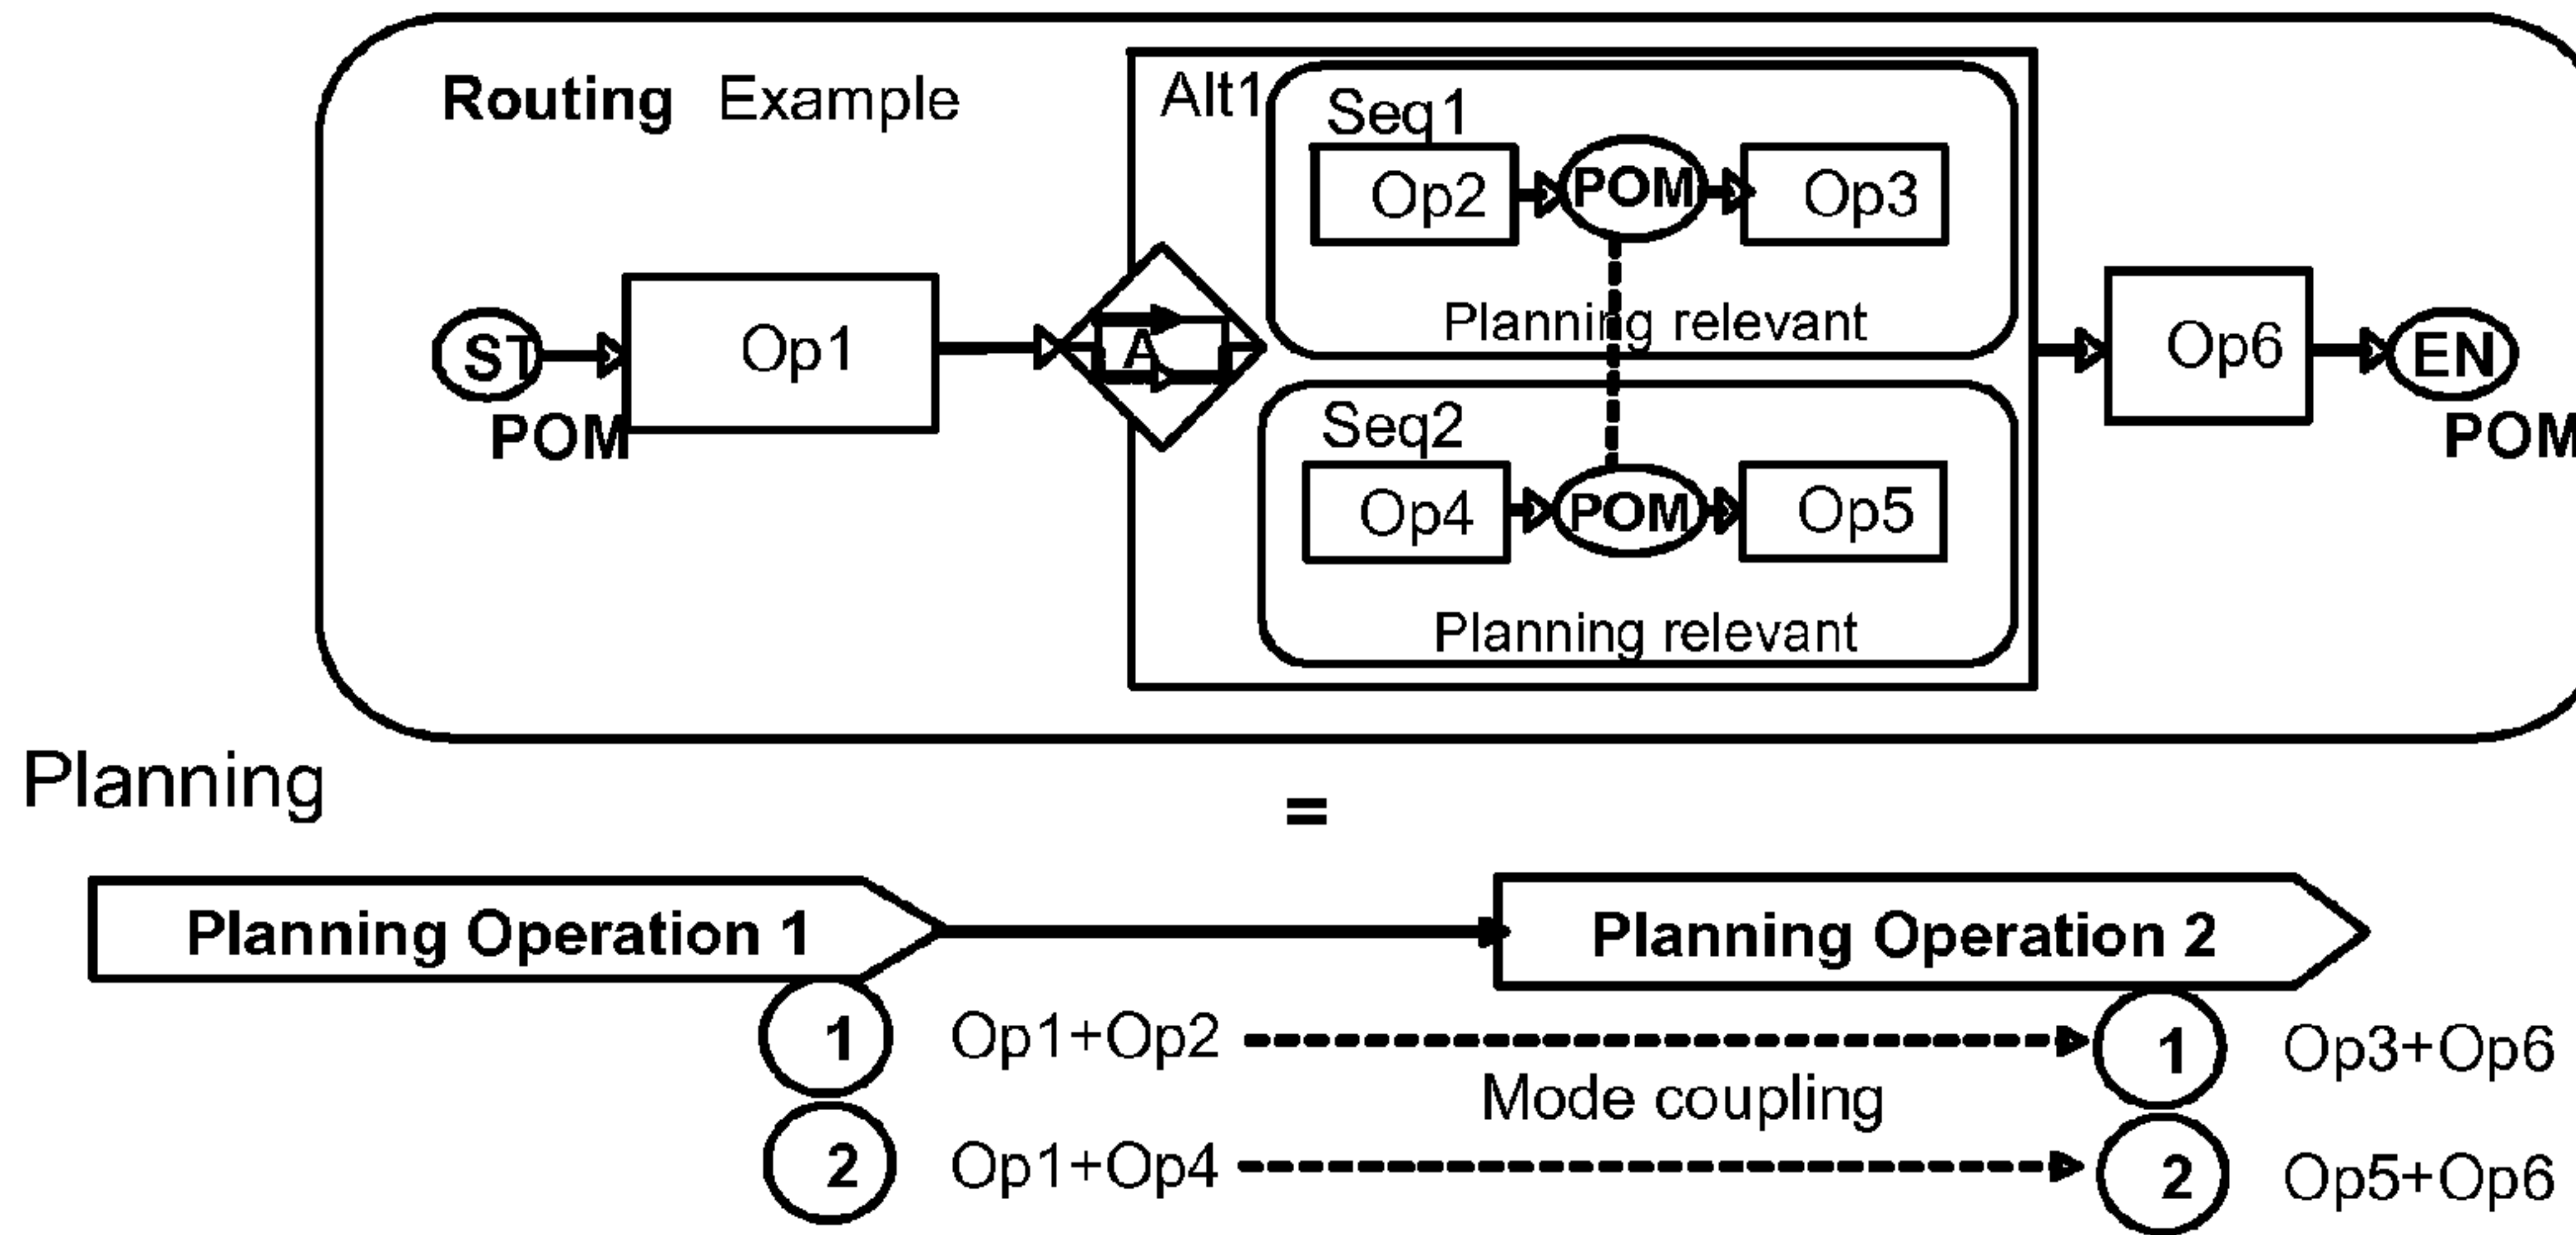 Routing Example
Alt1
Seq1
Op2 POM Op3
Planning relevant
ST Op1 A
POM
Seq2
Op4 POM Op5
Planning relevant
Op6 EN
POM
Planning
=
Planning Operation 1 Planning Operation 2
1 Op1+Op2 1 Op3+Op6
Mode coupling
2 Op1+Op4 2 Op5+Op6